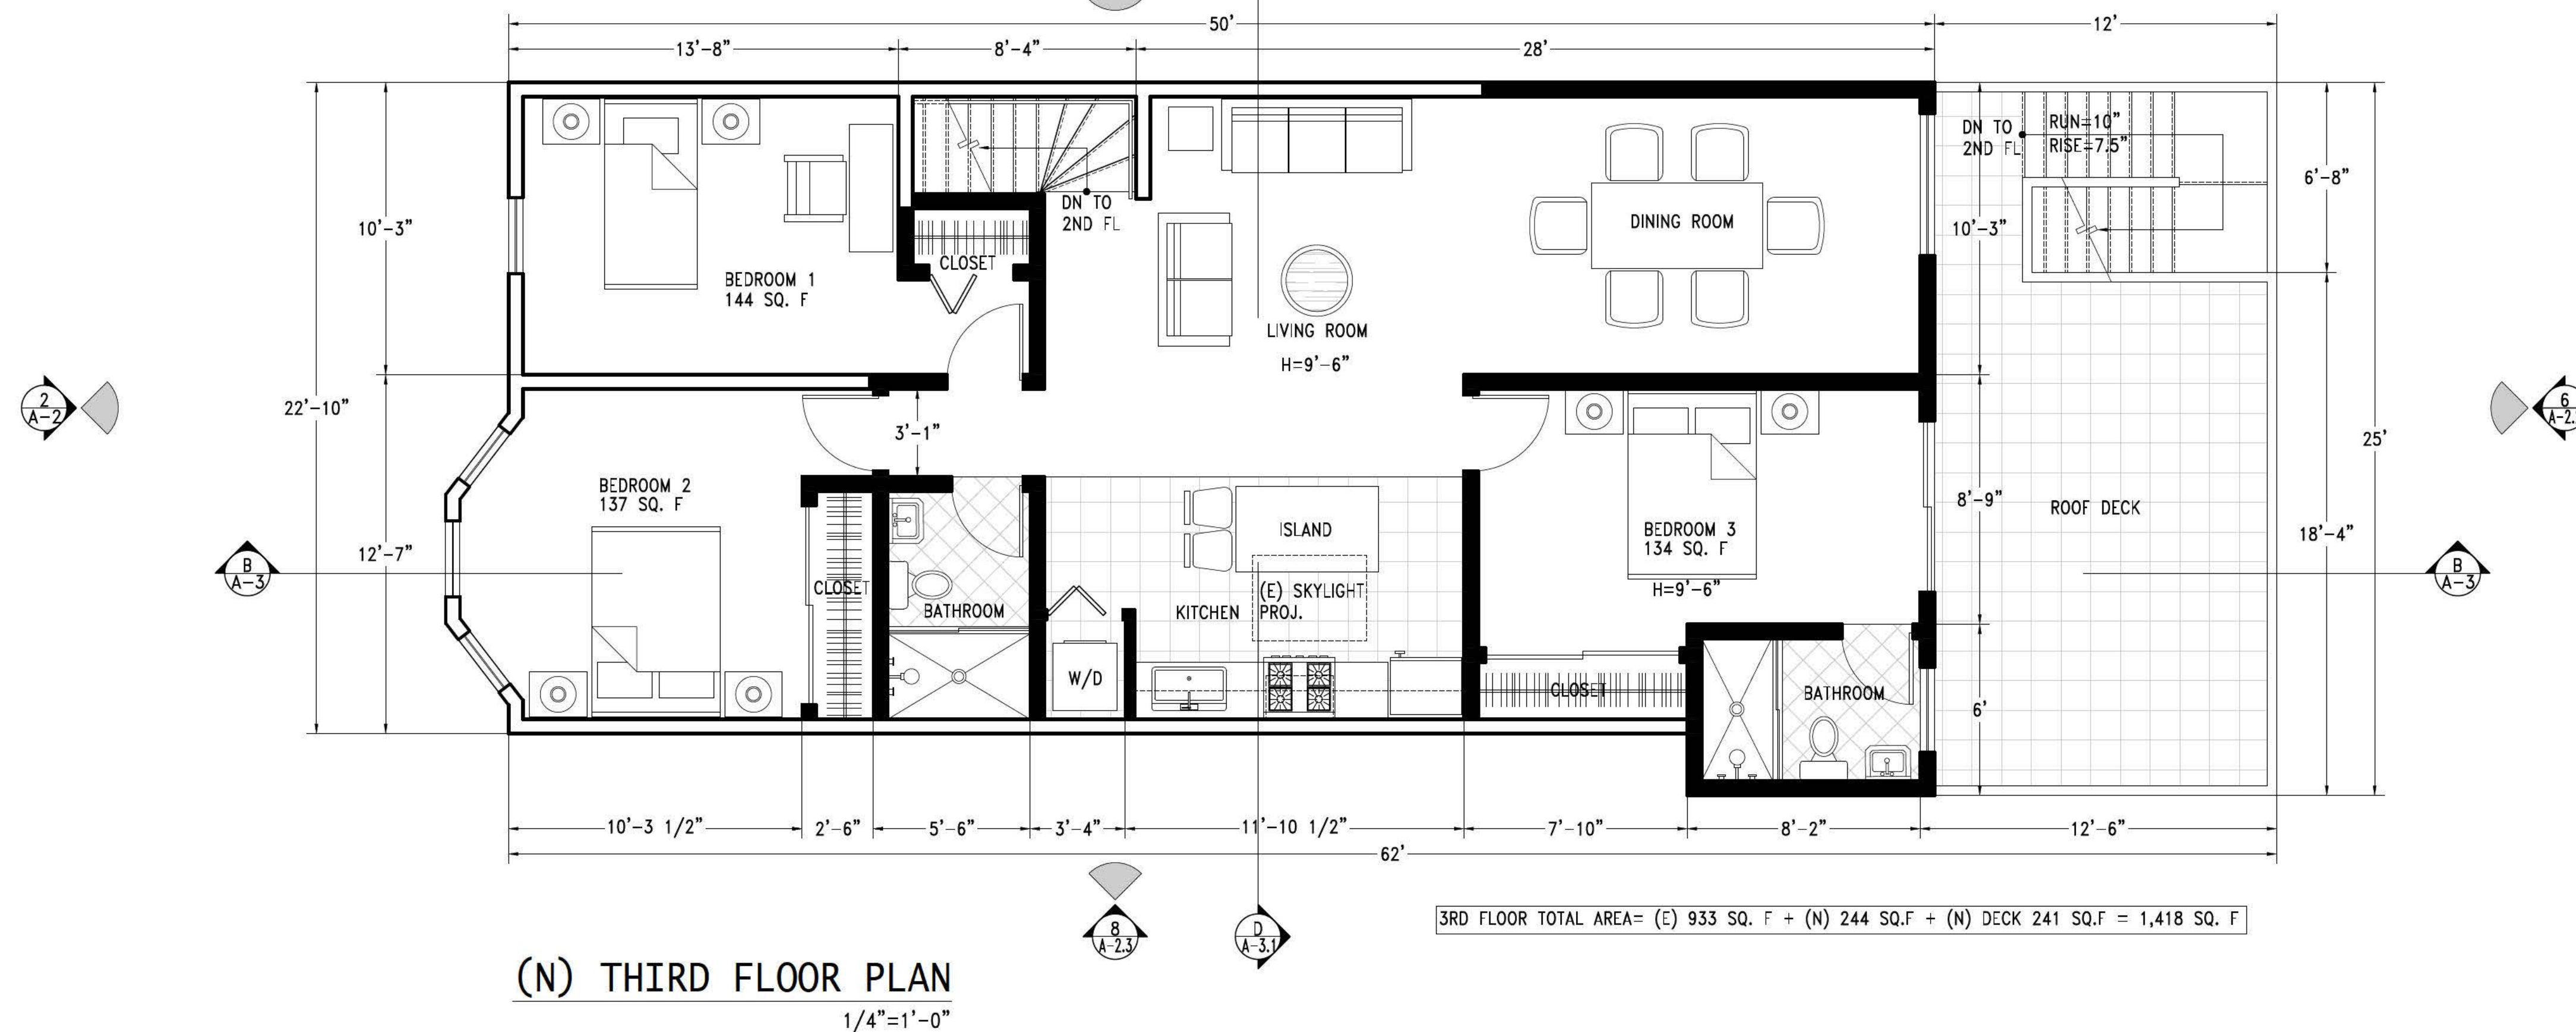 50'
12'
13'-8"
8'-4"
28'
DN TO
2ND FL
RUN=10"
RISE=7.5"
6'-8"
DN TO
2ND FL
10'-3"
DINING ROOM
10'-3"
CLOSET
BEDROOM 1
144 SQ. F
LIVING ROOM
H=9'-6"
2
A-2
22'-10"
6
3'-1"
25'
BEDROOM 2
137 SQ. F
8'-9"
ROOF DECK
ISLAND
BEDROOM 3
134 SQ. F
18'-4"
12'-7"
B
A-3
CLOSET
BATHROOM
KITCHEN
(E) SKYLIGHT
PROJ.
H=9'-6"
B
A-3
W/D
CLOSET
BATHROOM
6'
10'-3 1/2"
2'-6"
5'-6"
3'-4"
11'-10 1/2"
7'-10"
8'-2"
12'-6"
62'
8
A-2.3
D
A-3.1
3RD FLOOR TOTAL AREA= (E) 933 SQ. F + (N) 244 SQ.F + (N) DECK 241 SQ.F = 1,418 SQ. F
(N) THIRD FLOOR PLAN
1/4"=1'-0"